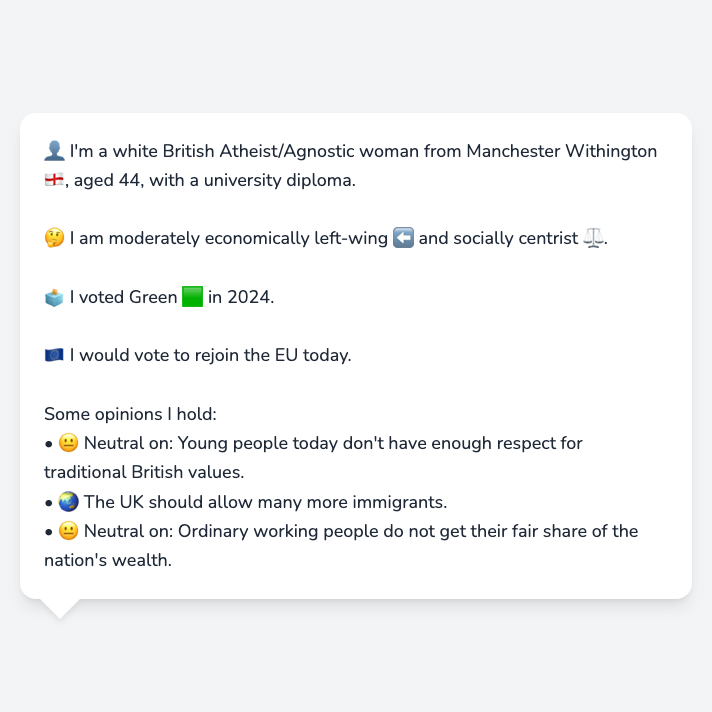 👤 I'm a white British Atheist/Agnostic woman from Manchester Withington
🏴󠁧󠁢󠁥󠁮󠁧󠁿, aged 44, with a university diploma.
🤔 I am moderately economically left-wing ⬅️ and socially centrist ⚖️.
🗳️ I voted Green 🟩 in 2024.
🇪🇺 I would vote to rejoin the EU today.
Some opinions I hold:
• 😐 Neutral on: Young people today don't have enough respect for
traditional British values.
• 🌏 The UK should allow many more immigrants.
• 😐 Neutral on: Ordinary working people do not get their fair share of the
nation's wealth.